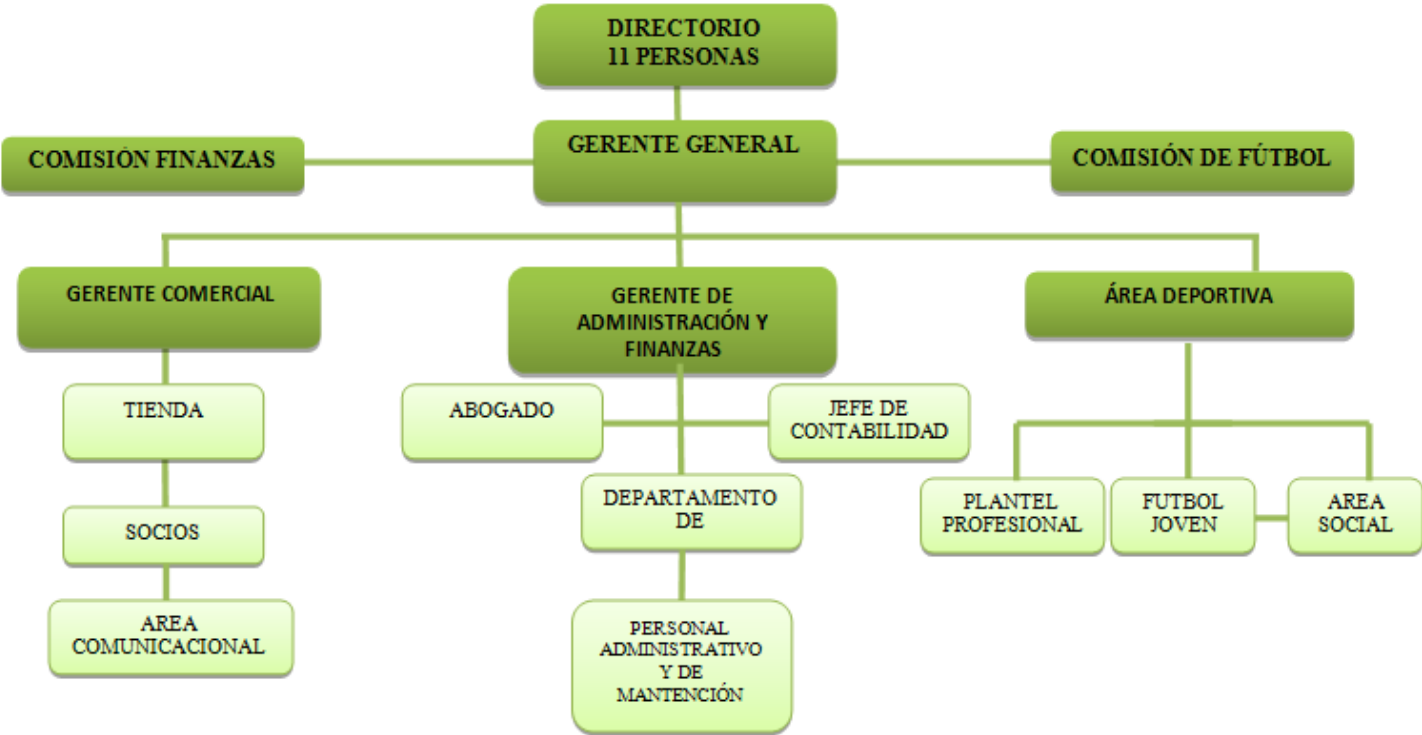 DIRECTORIO
11 PERSONAS
GERENTE GENERAL
COMISIÓN FINANZAS
COMISIÓN DE FÚTBOL
GERENTE COMERCIAL
GERENTE DE
ADMINISTRACIÓN Y
FINANZAS
ÁREA DEPORTIVA
TIENDA
ABOGADO
JEFE DE
CONTABILIDAD
DEPARTAMENTO
DE
PLANTEL
PROFESIONAL
FUTBOL
JOVEN
AREA
SOCIAL
SOCIOS
AREA
COMUNICACIONAL
PERSONAL
ADMINISTRATIVO
Y DE
MANTENCIÓN